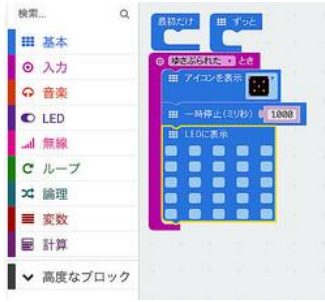 検索...
基本
入力
音楽
LED
無線
ループ
論理
変数
計算
高度なブロック
最初だけ
ずっと
ゆさぶられた とき
アイコンを表示
一時停止（ミリ秒） 1000
LEDに表示